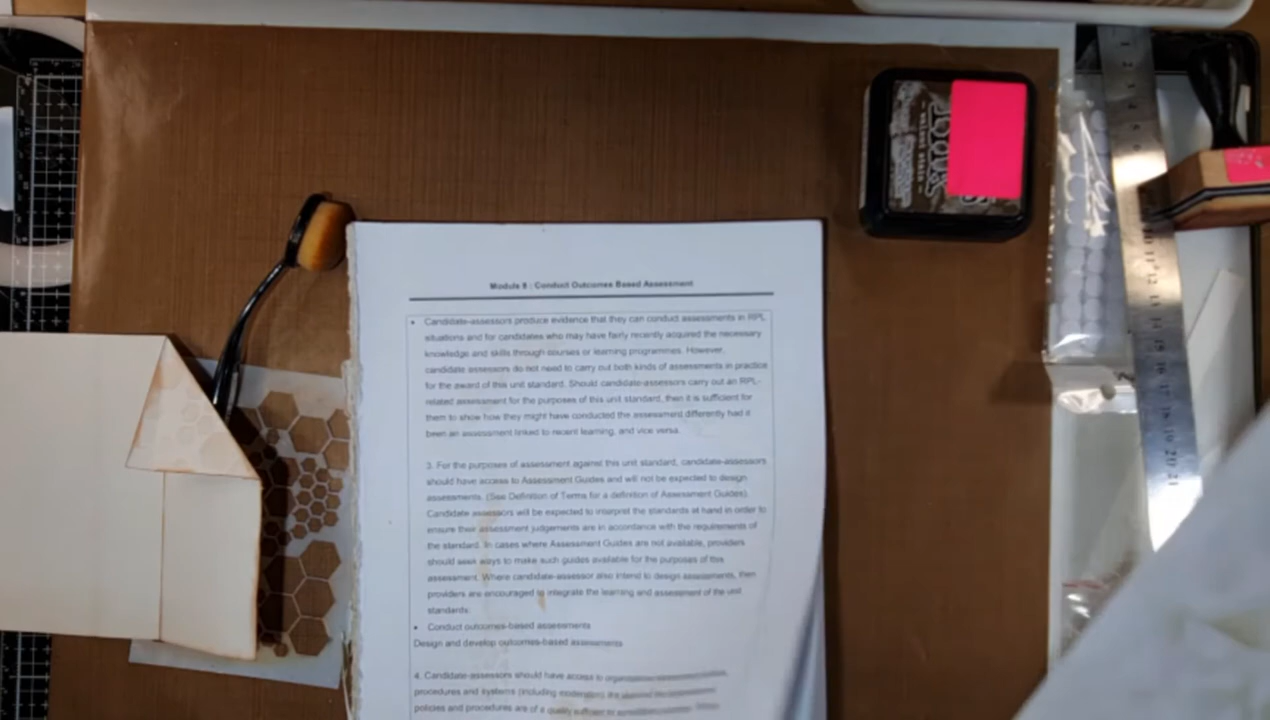 Module 8 : Conduct Outcomes Based Assessment
• Candidate-assessors produce evidence that they can conduct assessments in RPL
situations and for candidates who may have fairly recently acquired the necessary
knowledge and skills through courses or learning programmes. However,
candidate assessors do not need to carry out both kinds of assessments in practice
for the award of this unit standard. Should candidate-assessors carry out an RPL-
related assessment for the purposes of this unit standard, then it is sufficient for
them to show how they might have conducted the assessment differently had it
been an assessment linked to recent learning, and vice versa.
3. For the purposes of assessment against this unit standard, candidate-assessors
should have access to Assessment Guides and will not be expected to design
assessments. (See Definition of Terms for a definition of Assessment Guides).
Candidate assessors will be expected to interpret the standards at hand in order to
ensure their assessment judgements are in accordance with the requirements of
the standard. In cases where Assessment Guides are not available, providers
should seek ways to make such guides available for the purposes of this
assessment. Where candidate-assessor also intend to design assessments, then
providers are encouraged to integrate the learning and assessment of the unit
standards:
• Conduct outcomes-based assessments
Design and develop outcomes-based assessments
4. Candidate-assessors should have access to
procedures and systems (including moderation)
policies and procedures are of a quality sufficient